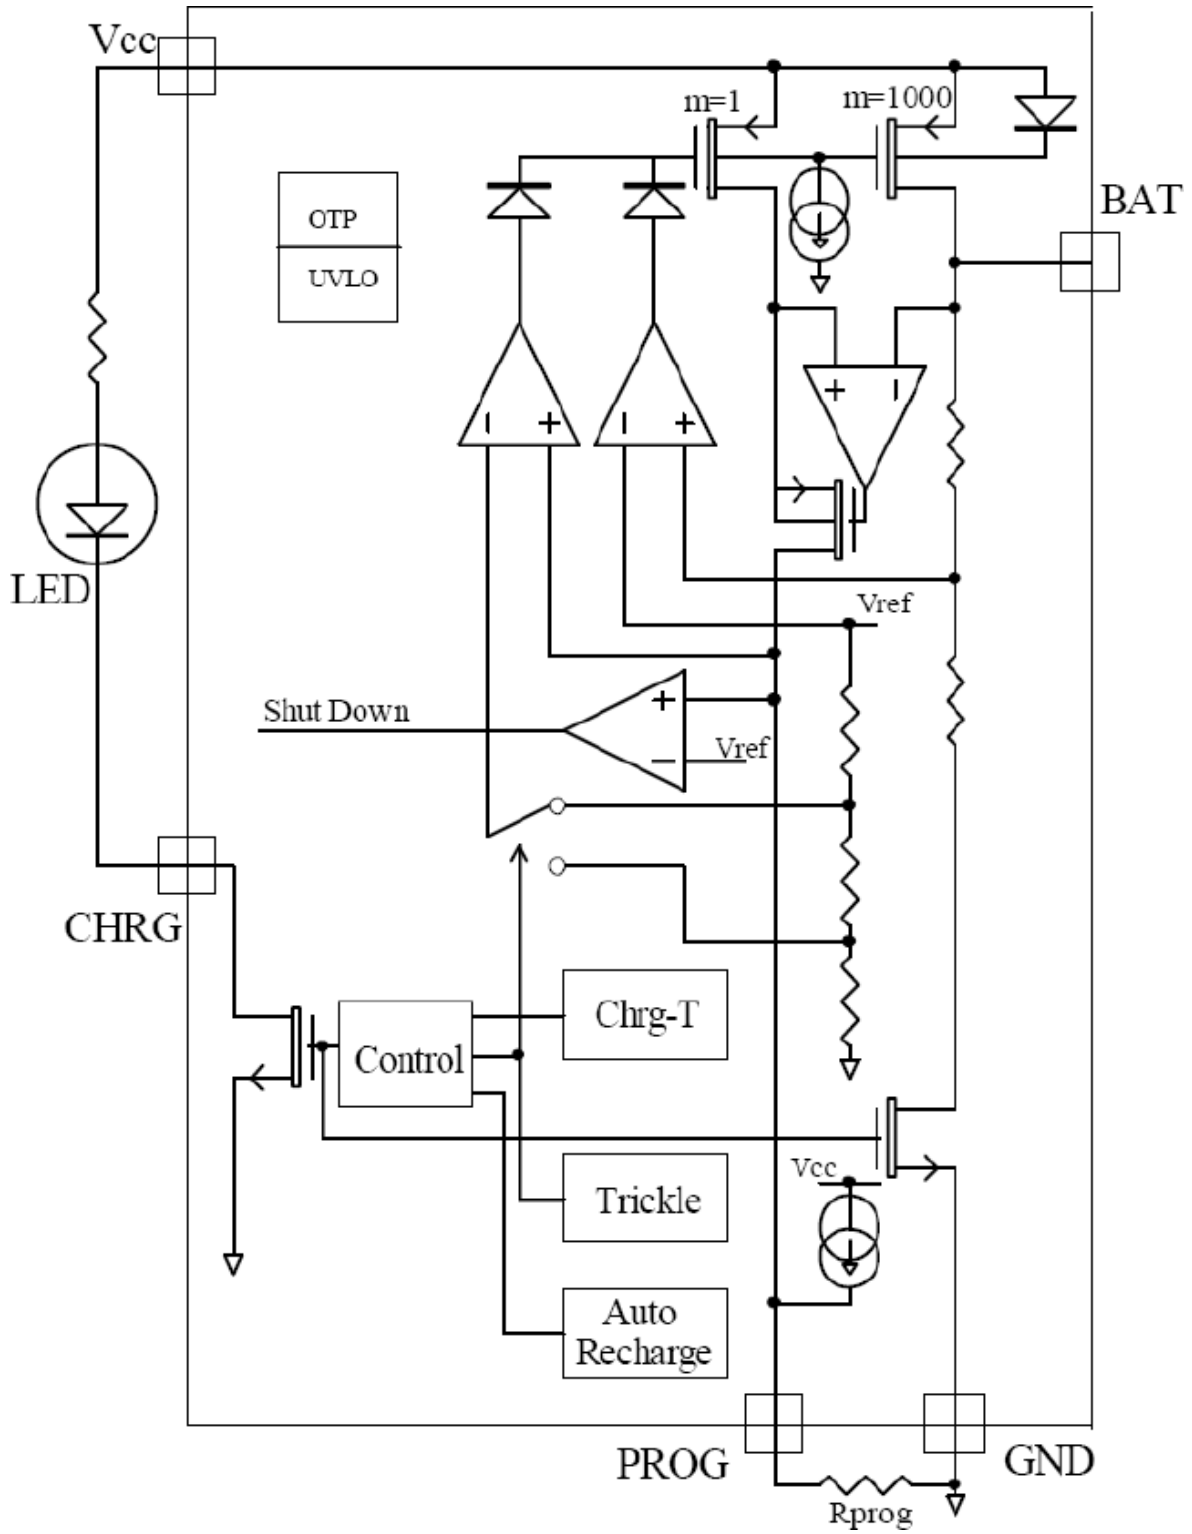 Vcc
m=1
m=1000
BAT
OTP
UVLO
+ −
− +
− +
LED
Vref
Shut Down
+
Vref
−
CHRG
Chrg-T
Control
Vcc
Trickle
Auto
Recharge
PROG
GND
Rprog